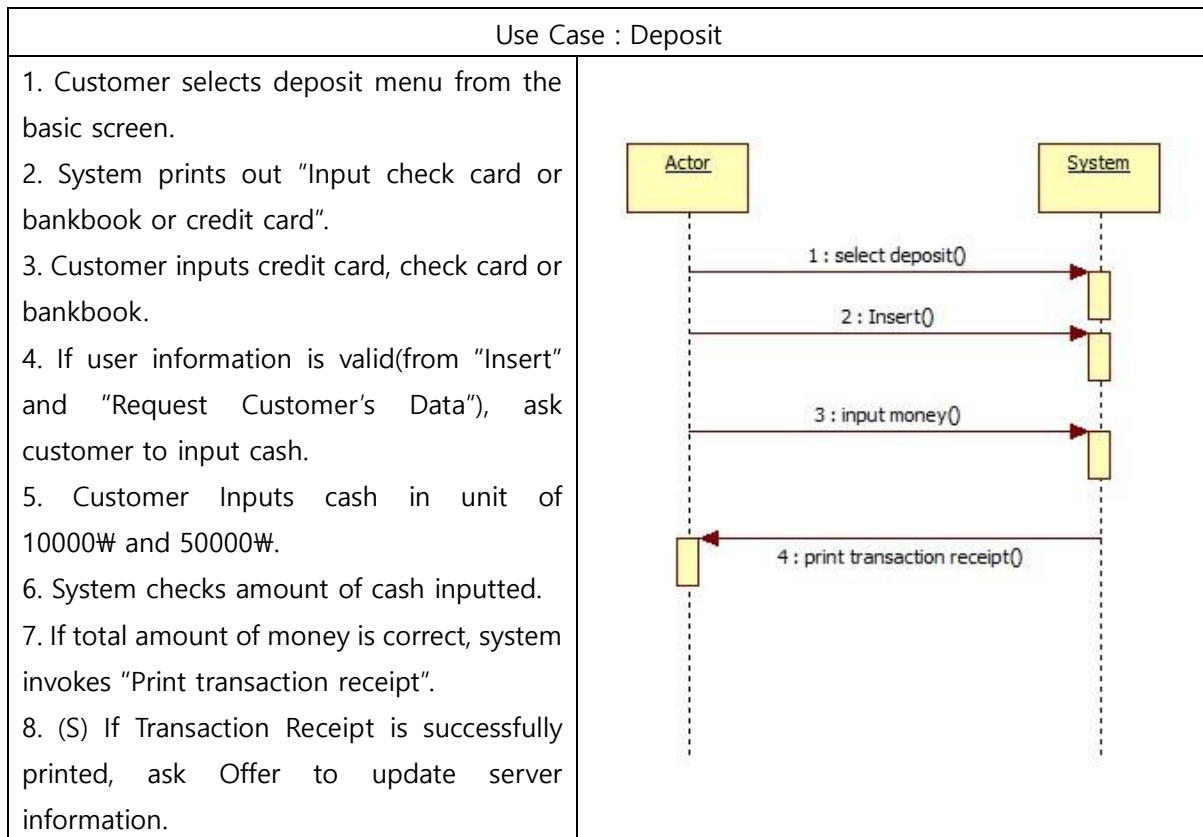 Use Case : Deposit
1. Customer selects deposit menu from the
basic screen.
2. System prints out “Input check card or
bankbook or credit card”.
3. Customer inputs credit card, check card or
bankbook.
4. If user information is valid(from “Insert”
and “Request Customer’s Data”), ask
customer to input cash.
5. Customer Inputs cash in unit of
10000₩ and 50000₩.
6. System checks amount of cash inputted.
7. If total amount of money is correct, system
invokes “Print transaction receipt”.
8. (S) If Transaction Receipt is successfully
printed, ask Offer to update server
information.
Actor
System
1 : select deposit()
2 : Insert()
3 : input money()
4 : print transaction receipt()